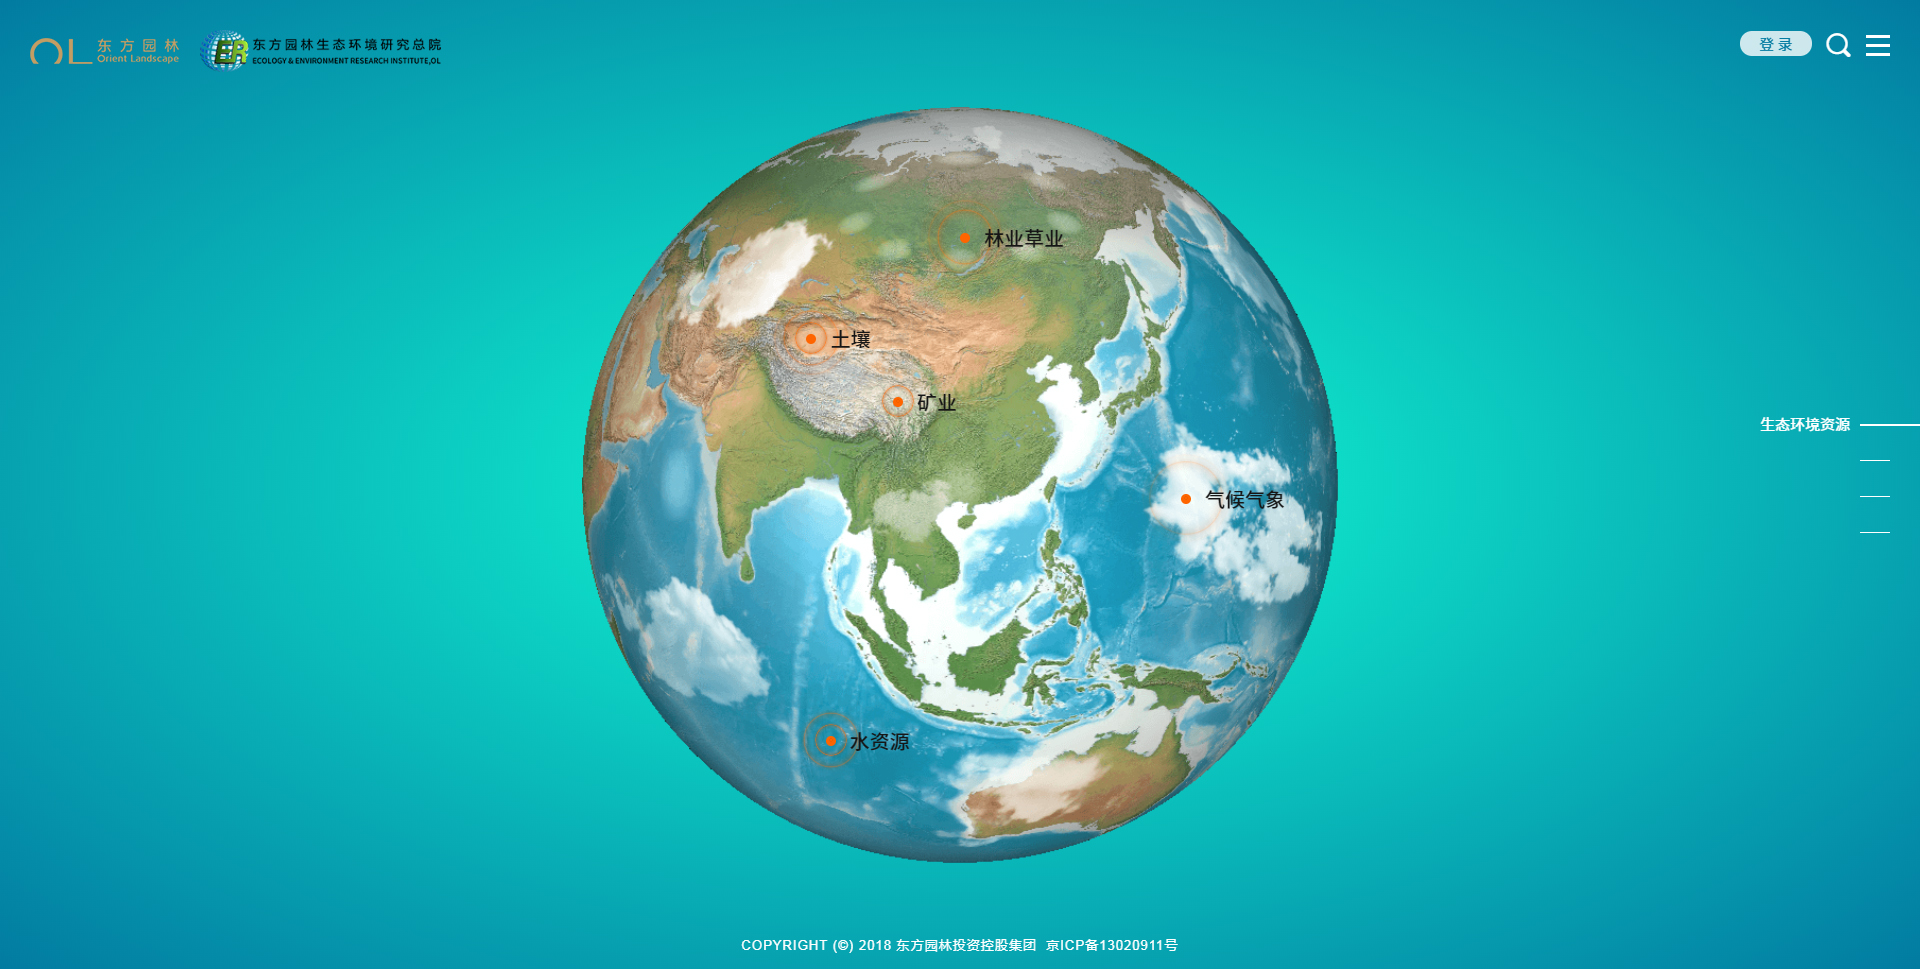 东方园林
Orient Landscape
ER
东方园林生态环境研究总院
ECOLOGY & ENVIRONMENT RESEARCH INSTITUTE,OL
登 录
林业草业
土壤
矿业
生态环境资源
气候气象
水资源
COPYRIGHT (©) 2018 东方园林投资控股集团 京ICP备13020911号